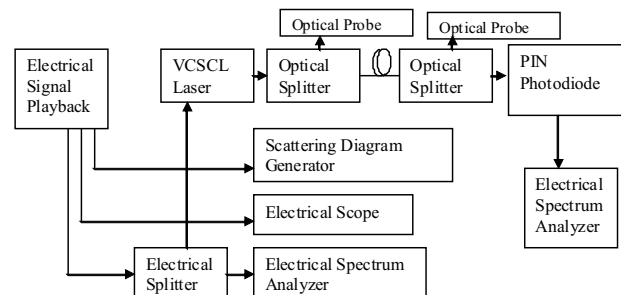 Optical Probe
Optical Probe
Electrical
Signal
Playback
VCSCL
Laser
Optical
Splitter
Optical
Splitter
PIN
Photodiode
Scattering Diagram
Generator
Electrical Scope
Electrical
Spectrum
Analyzer
Electrical
Splitter
Electrical Spectrum
Analyzer